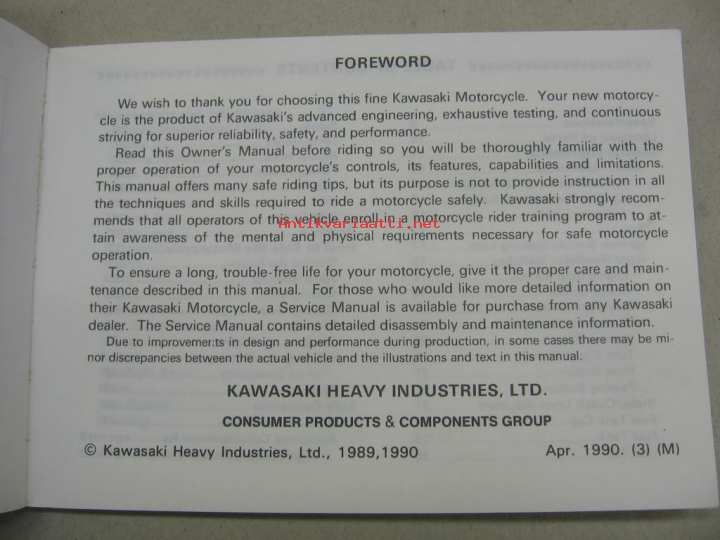 FOREWORD
We wish to thank you for choosing this fine Kawasaki Motorcycle. Your new motorcy-
cle is the product of Kawasaki's advanced engineering, exhaustive testing, and continuous
striving for superior reliability, safety, and performance.
Read this Owner's Manual before riding so you will be thoroughly familiar with the
proper operation of your motorcycle's controls, its features, capabilities and limitations.
This manual offers many safe riding tips, but its purpose is not to provide instruction in all
the techniques and skills required to ride a motorcycle safely. Kawasaki strongly recom-
mends that all operators of this vehicle enroll in a motorcycle rider training program to at-
Antikvariaatti.net
tain awareness of the mental and physical requirements necessary for safe motorcycle
operation.
To ensure a long, trouble-free life for your motorcycle, give it the proper care and main-
tenance described in this manual. For those who would like more detailed information on
their Kawasaki Motorcycle, a Service Manual is available for purchase from any Kawasaki
dealer. The Service Manual contains detailed disassembly and maintenance information.
Due to improvements in design and performance during production, in some cases there may be mi-
nor discrepancies between the actual vehicle and the illustrations and text in this manual.
KAWASAKI HEAVY INDUSTRIES, LTD.
CONSUMER PRODUCTS & COMPONENTS GROUP
© Kawasaki Heavy Industries, Ltd., 1989,1990 Apr. 1990. (3) (M)